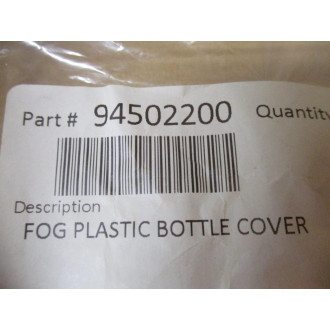 Part # 94502200 Quantity
Description
FOG PLASTIC BOTTLE COVER